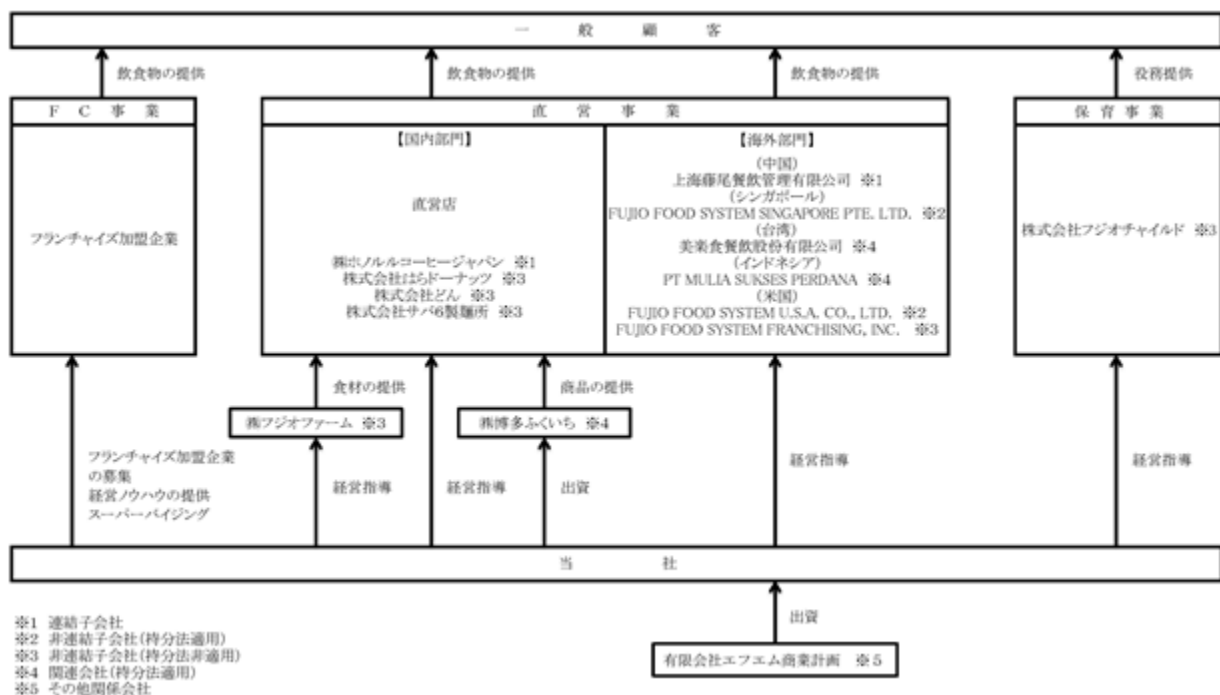 一般顧客
飲食物の提供
飲食物の提供
飲食物の提供
役務提供
FC事業
フランチャイズ加盟企業
直営事業
【国内部門】
直営店
㈱ホノルルコーヒージャパン ※1
株式会社はらドーナッツ ※3
株式会社どん ※3
株式会社サバ6製麺所 ※3
【海外部門】
(中国)
上海藤尾餐飲管理有限公司 ※1
(シンガポール)
FUJIO FOOD SYSTEM SINGAPORE PTE. LTD. ※2
(台湾)
美楽食餐飲股份有限公司 ※4
(インドネシア)
PT MULIA SUKSES PERDANA ※4
(米国)
FUJIO FOOD SYSTEM U.S.A. CO., LTD. ※2
FUJIO FOOD SYSTEM FRANCHISING, INC. ※3
保育事業
株式会社フジオチャイルド ※3
食材の提供
商品の提供
㈱フジオファーム ※3
㈱博多ふくいち ※4
フランチャイズ加盟企業
の募集
経営ノウハウの提供
スーパーバイジング
経営指導
経営指導
出資
経営指導
経営指導
当社
出資
有限会社エフエム商業計画 ※5
※1 連結子会社
※2 非連結子会社(持分法適用)
※3 非連結子会社(持分法非適用)
※4 関連会社(持分法適用)
※5 その他関係会社